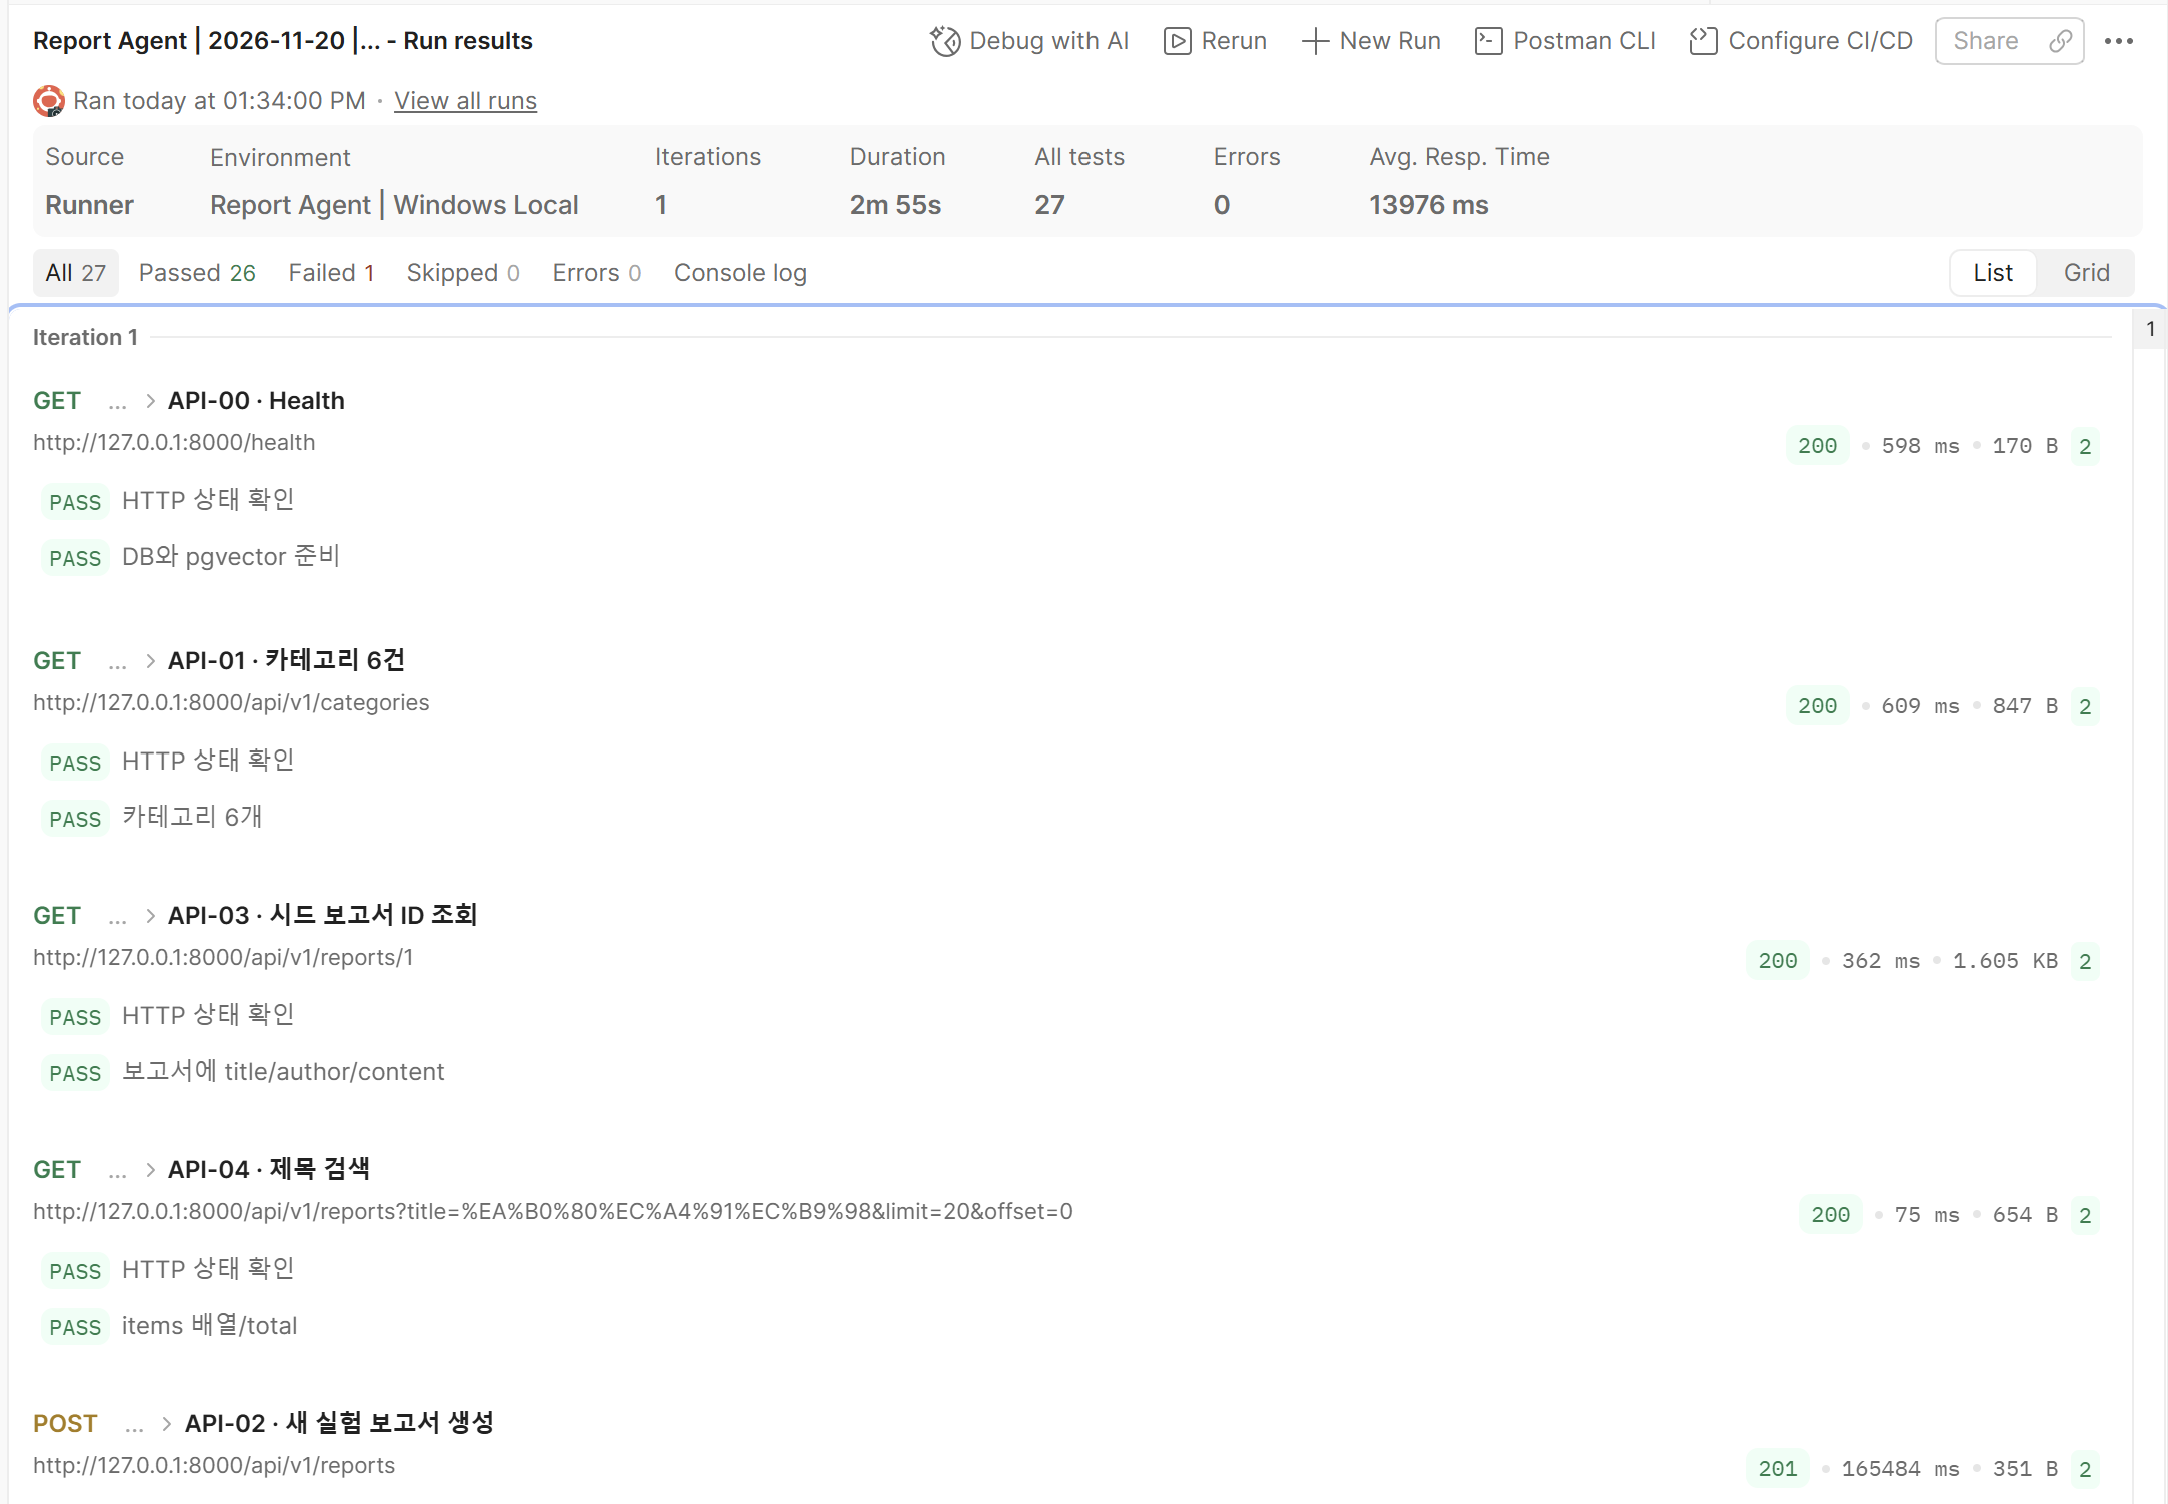 Report Agent | 2026-11-20 |... - Run results
Debug with AI Rerun New Run Postman CLI Configure CI/CD Share
Ran today at 01:34:00 PM · View all runs
Source Environment Iterations Duration All tests Errors Avg. Resp. Time
Runner Report Agent | Windows Local 1 2m 55s 27 0 13976 ms
All 27 Passed 26 Failed 1 Skipped 0 Errors 0 Console log List Grid
Iteration 1
1
GET ... > API-00 · Health
http://127.0.0.1:8000/health
200 • 598 ms • 170 B 2
PASS HTTP 상태 확인
PASS DB와 pgvector 준비
GET ... > API-01 · 카테고리 6건
http://127.0.0.1:8000/api/v1/categories
200 • 609 ms • 847 B 2
PASS HTTP 상태 확인
PASS 카테고리 6개
GET ... > API-03 · 시드 보고서 ID 조회
http://127.0.0.1:8000/api/v1/reports/1
200 • 362 ms • 1.605 KB 2
PASS HTTP 상태 확인
PASS 보고서에 title/author/content
GET ... > API-04 · 제목 검색
http://127.0.0.1:8000/api/v1/reports?title=%EA%B0%80%EC%A4%91%EC%B9%98&limit=20&offset=0
200 • 75 ms • 654 B 2
PASS HTTP 상태 확인
PASS items 배열/total
POST ... > API-02 · 새 실험 보고서 생성
http://127.0.0.1:8000/api/v1/reports
201 • 165484 ms • 351 B 2